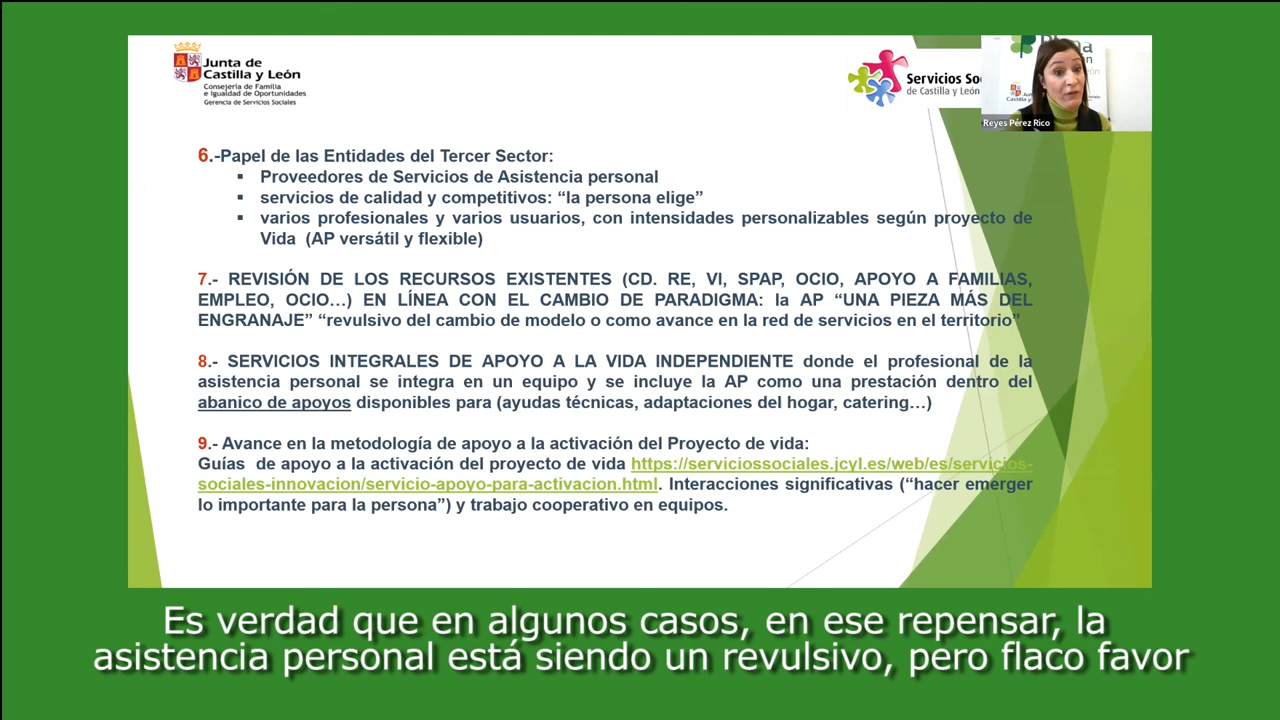 Junta de
Castilla y León
Consejería de Familia
e Igualdad de Oportunidades
Gerencia de Servicios Sociales
Servicios
de Castilla y León
Reyes Pérez Rico
6.-Papel de las Entidades del Tercer Sector:
▪ Proveedores de Servicios de Asistencia personal
▪ servicios de calidad y competitivos: “la persona elige”
▪ varios profesionales y varios usuarios, con intensidades personalizables según proyecto de
Vida (AP versátil y flexible)
7.- REVISIÓN DE LOS RECURSOS EXISTENTES (CD. RE, VI, SPAP, OCIO, APOYO A FAMILIAS,
EMPLEO, OCIO…) EN LÍNEA CON EL CAMBIO DE PARADIGMA: la AP “UNA PIEZA MÁS DEL
ENGRANAJE” “revulsivo del cambio de modelo o como avance en la red de servicios en el territorio”
8.- SERVICIOS INTEGRALES DE APOYO A LA VIDA INDEPENDIENTE donde el profesional de la
asistencia personal se integra en un equipo y se incluye la AP como una prestación dentro del
abanico de apoyos disponibles para (ayudas técnicas, adaptaciones del hogar, catering…)
9.- Avance en la metodología de apoyo a la activación del Proyecto de vida:
Guías de apoyo a la activación del proyecto de vida https://serviciossociales.jcyl.es/web/es/servicios-
sociales-innovacion/servicio-apoyo-para-activacion.html. Interacciones significativas (“hacer emerger
lo importante para la persona”) y trabajo cooperativo en equipos.
Es verdad que en algunos casos, en ese repensar, la
asistencia personal está siendo un revulsivo, pero flaco favor